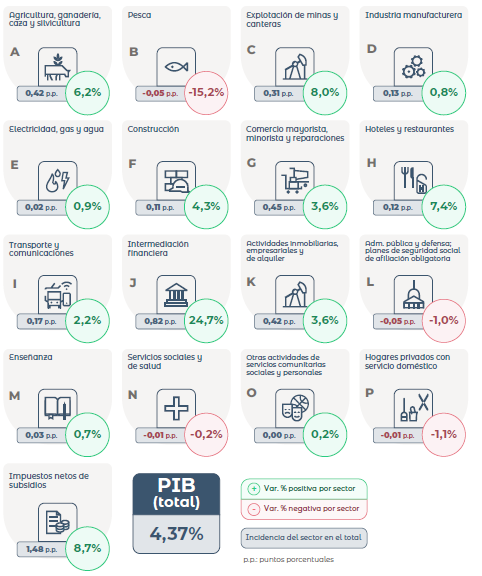 Agricultura, ganadería,
caza y silvicultura
A
0,42 p.p.
6,2%
Pesca
B
-0,05 p.p.
-15,2%
Explotación de minas y
canteras
C
0,31 p.p.
8,0%
Industria manufacturera
D
0,13 p.p.
0,8%
Electricidad, gas y agua
E
0,02 p.p.
0,9%
Construcción
F
0,11 p.p.
4,3%
Comercio mayorista,
minorista y reparaciones
G
0,45 p.p.
3,6%
Hoteles y restaurantes
H
0,12 p.p.
7,4%
Transporte y
comunicaciones
I
0,17 p.p.
2,2%
Intermediación
financiera
J
0,82 p.p.
24,7%
Actividades inmobiliarias,
empresariales y
de alquiler
K
0,42 p.p.
3,6%
Adm. pública y defensa;
planes de seguridad social
de afiliación obligatoria
L
-0,05 p.p.
-1,0%
Enseñanza
M
0,03 p.p.
0,7%
Servicios sociales y
de salud
N
-0,01 p.p.
-0,2%
Otras actividades de
servicios comunitarias
sociales y personales
O
0,00 p.p.
0,2%
Hogares privados con
servicio doméstico
P
-0,01 p.p.
-1,1%
Impuestos netos de
subsidios
1,48 p.p.
8,7%
PIB
(total)
4,37%
+ Var. % positiva por sector
- Var. % negativa por sector
Incidencia del sector en el total
p.p.: puntos porcentuales